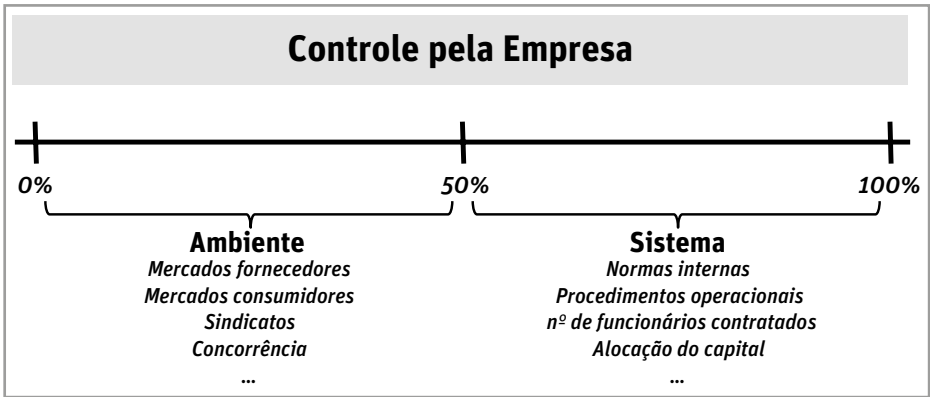 Controle pela Empresa
0% 50% 100%
Ambiente Sistema
Mercados fornecedores Normas internas
Mercados consumidores Procedimentos operacionais
Sindicatos nº de funcionários contratados
Concorrência Alocação do capital
... ...